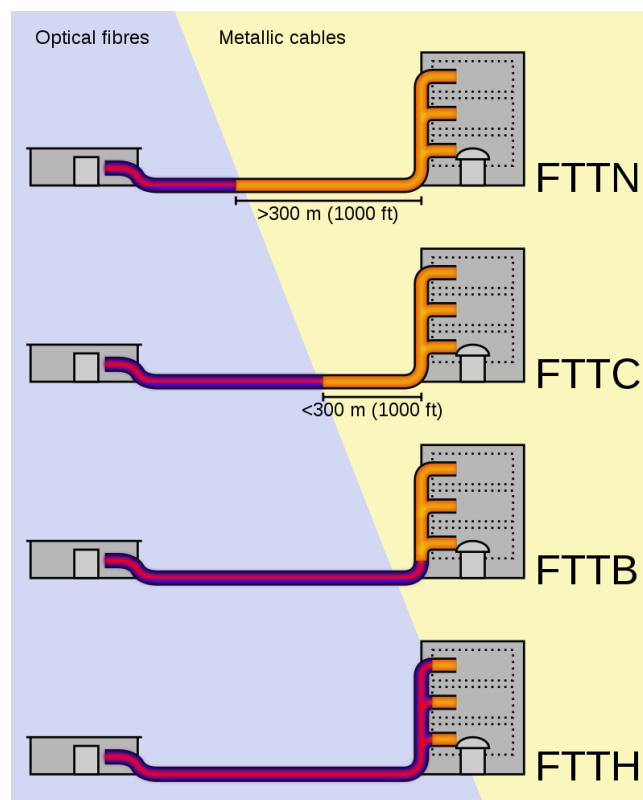 Optical fibres
Metallic cables
FTTN
>300 m (1000 ft)
FTTC
<300 m (1000 ft)
FTTB
FTTH